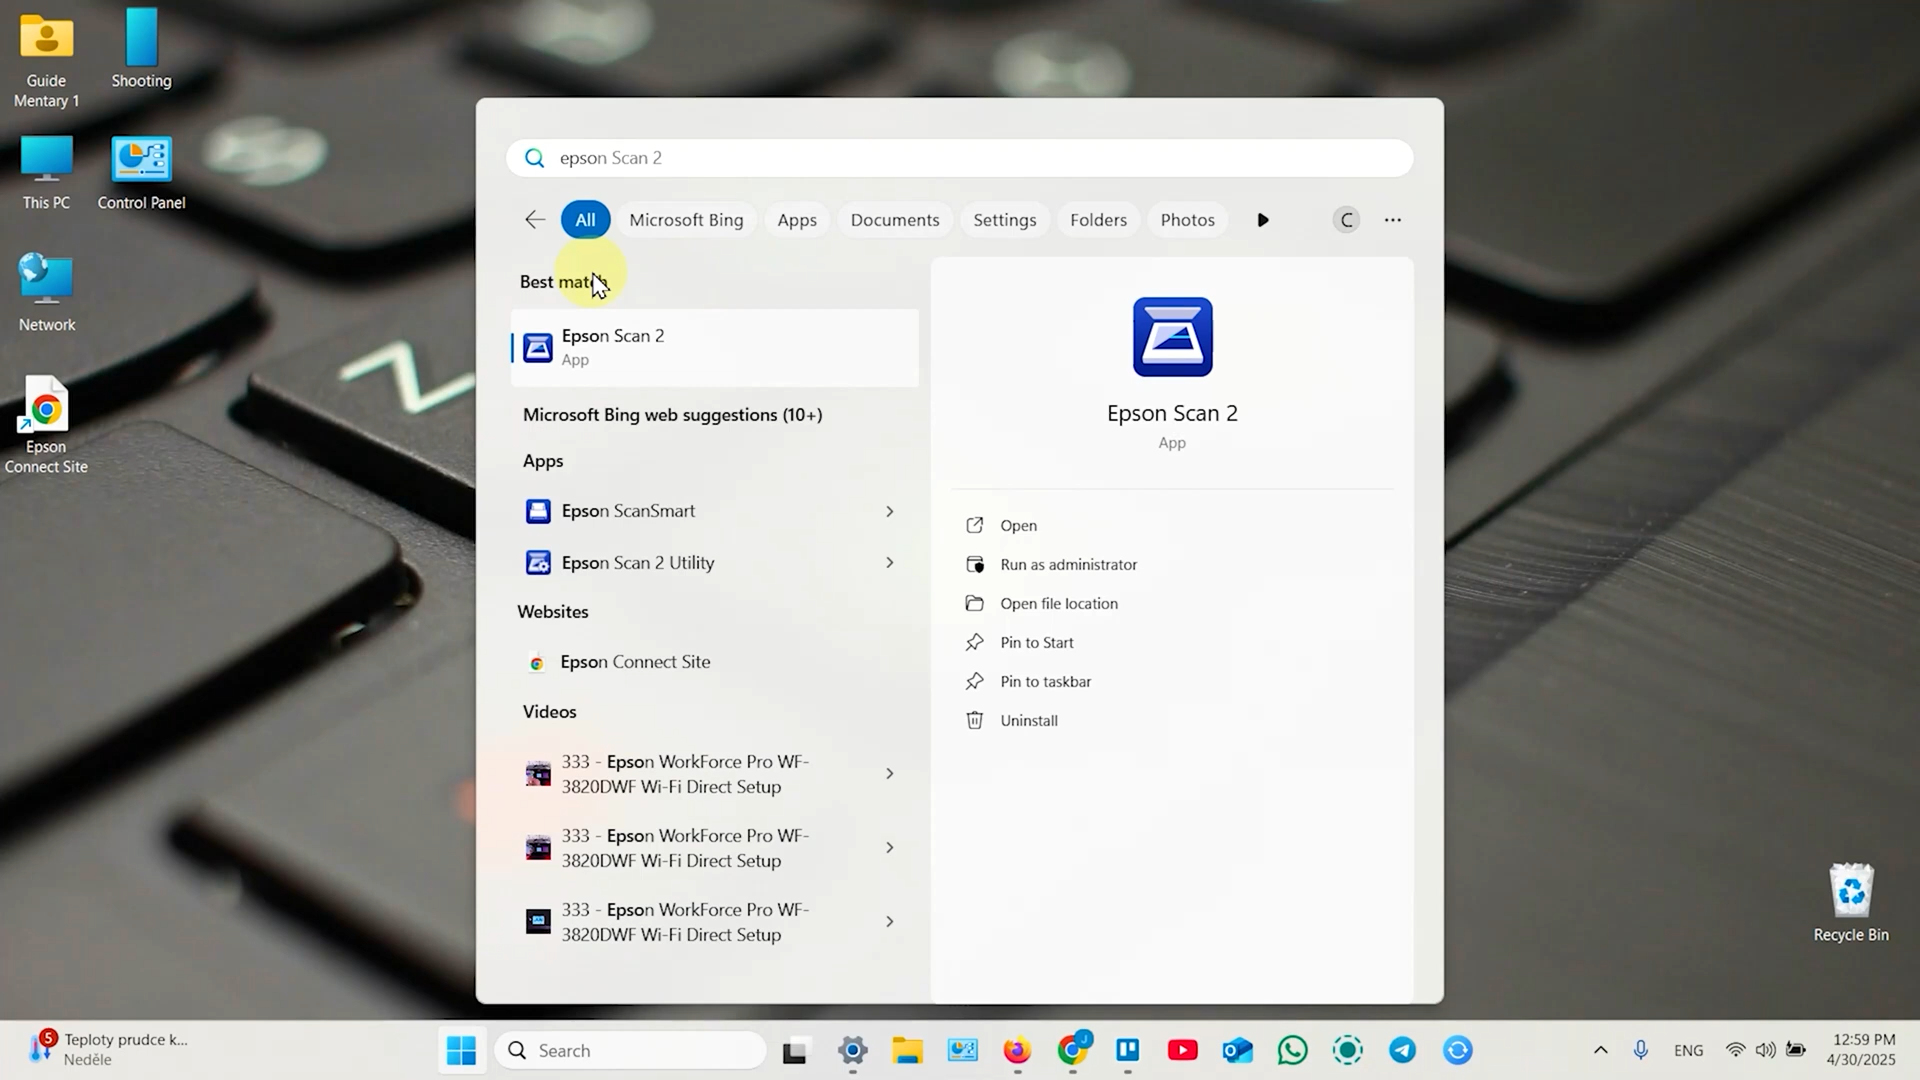 Guide
Mentary 1
Shooting
This PC
Control Panel
Network
Epson
Connect Site
epson Scan 2
All
Microsoft Bing
Apps
Documents
Settings
Folders
Photos
C
Best match
Epson Scan 2
App
Microsoft Bing web suggestions (10+)
Apps
Epson ScanSmart
Epson Scan 2 Utility
Websites
Epson Connect Site
Videos
333 - Epson WorkForce Pro WF-
3820DWF Wi-Fi Direct Setup
333 - Epson WorkForce Pro WF-
3820DWF Wi-Fi Direct Setup
333 - Epson WorkForce Pro WF-
3820DWF Wi-Fi Direct Setup
Epson Scan 2
App
Open
Run as administrator
Open file location
Pin to Start
Pin to taskbar
Uninstall
Recycle Bin
Z
5
Teploty prudce k...
Neděle
Search
J
ENG
12:59 PM
4/30/2025